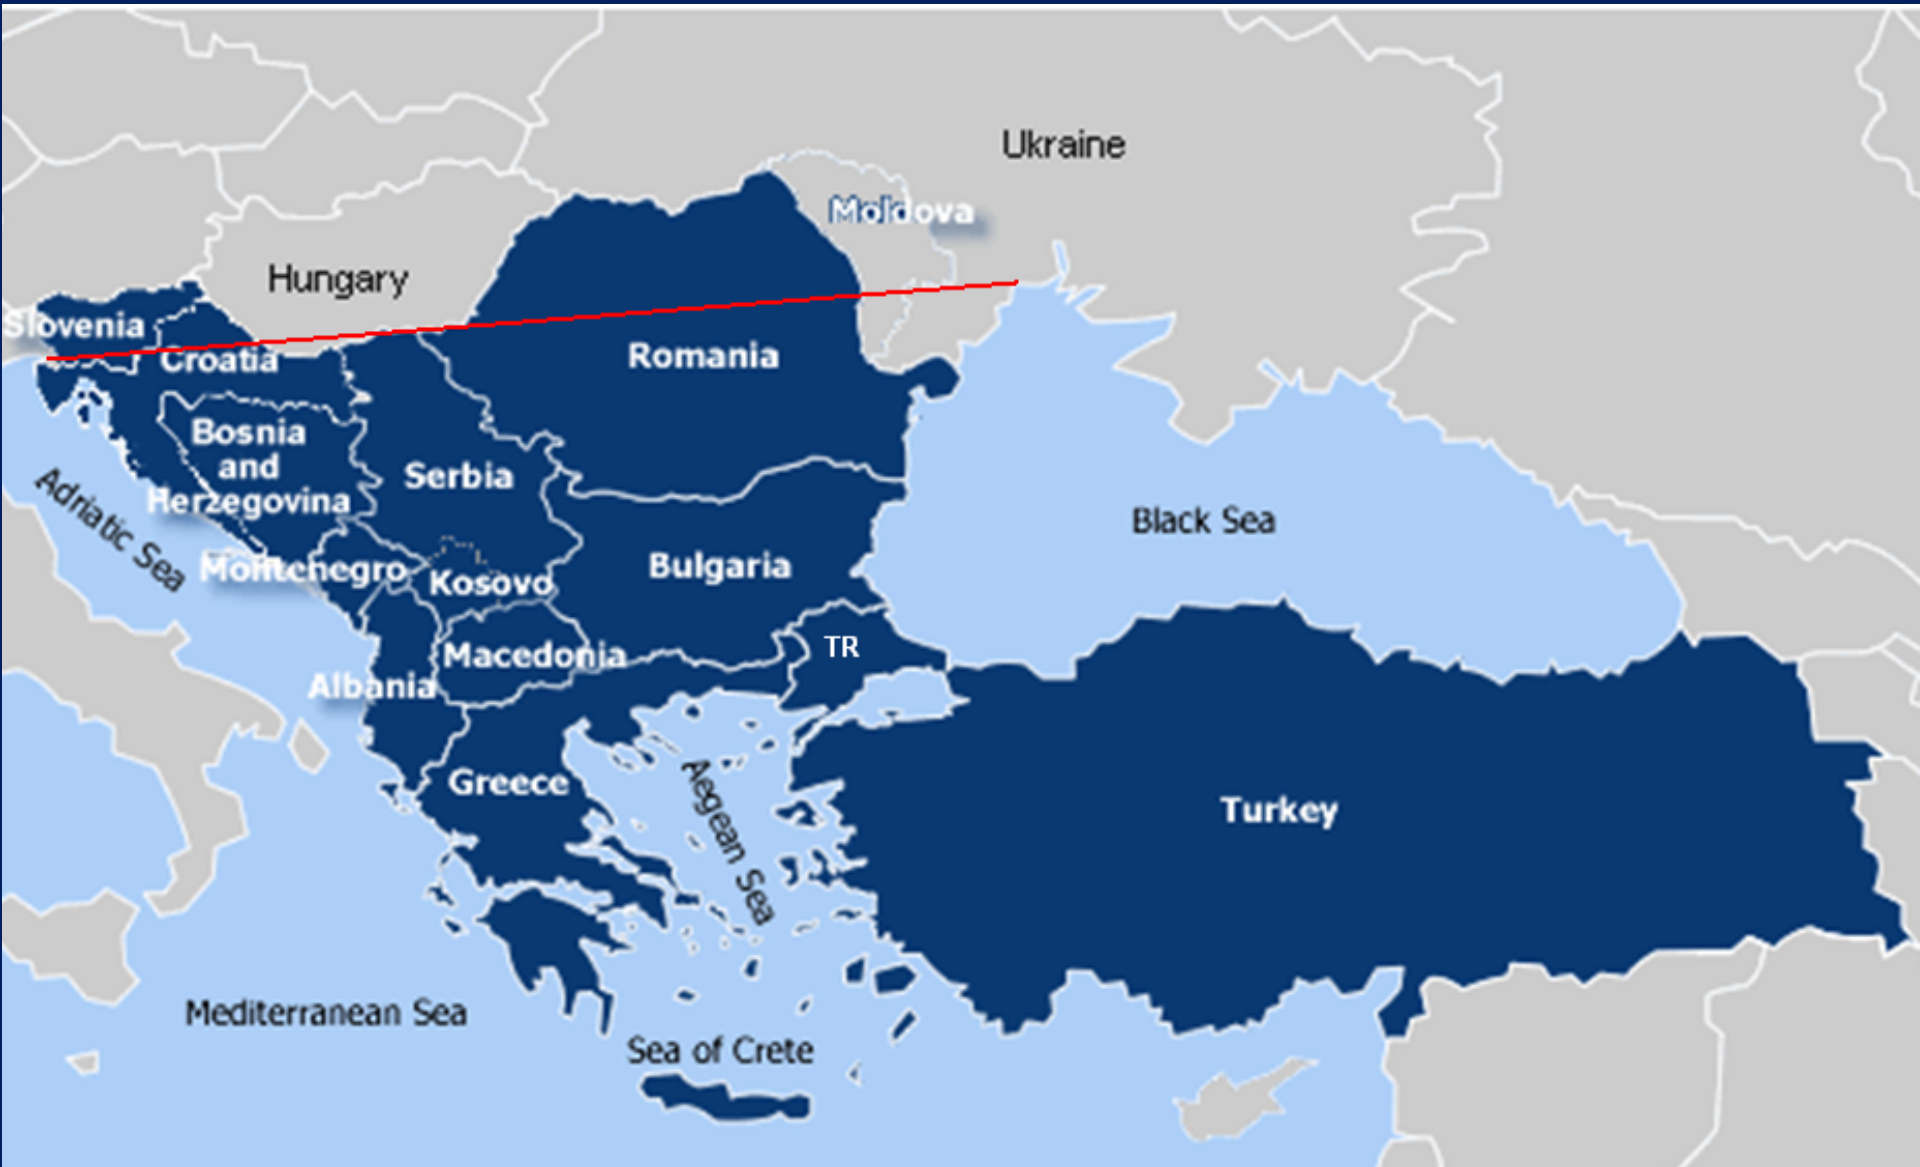 Ukraine
Moldova
Hungary
Slovenia
Croatia
Romania
Bosnia
and
Herzegovina
Serbia
Adriatic Sea
Black Sea
Montenegro
Kosovo
Bulgaria
Macedonia
TR
Albania
Greece
Aegean Sea
Turkey
Mediterranean Sea
Sea of Crete